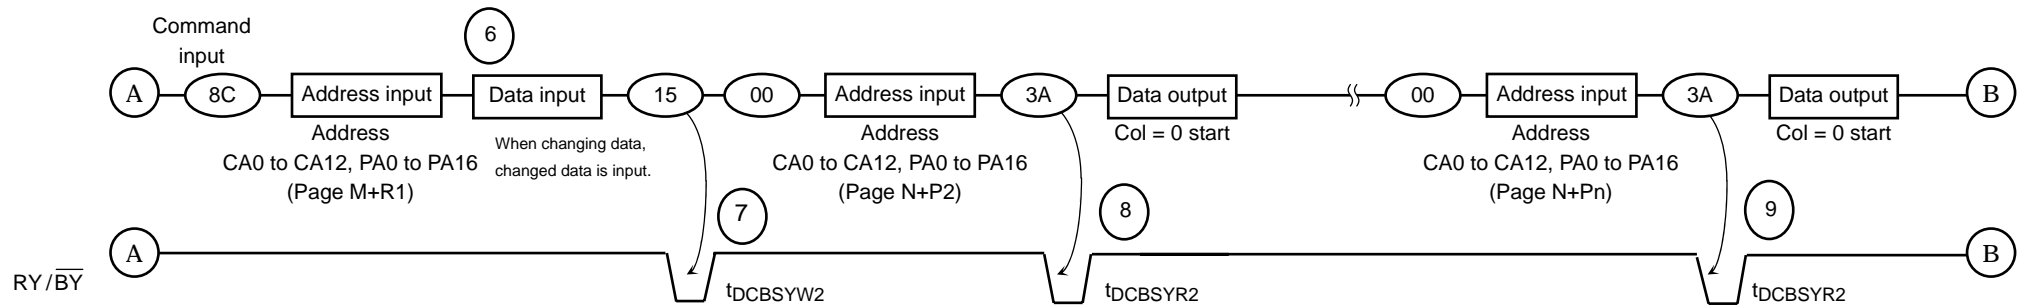 Command
input
6
A
8C
Address input
Data input
15
00
Address input
3A
Data output
00
Address input
3A
Data output
B
Address
CA0 to CA12, PA0 to PA16
(Page M+R1)
When changing data,
changed data is input.
Address
CA0 to CA12, PA0 to PA16
(Page N+P2)
Col = 0 start
Address
CA0 to CA12, PA0 to PA16
(Page N+Pn)
Col = 0 start
7
8
9
A
B
RY/BY
tDCBSYW2
tDCBSYR2
tDCBSYR2